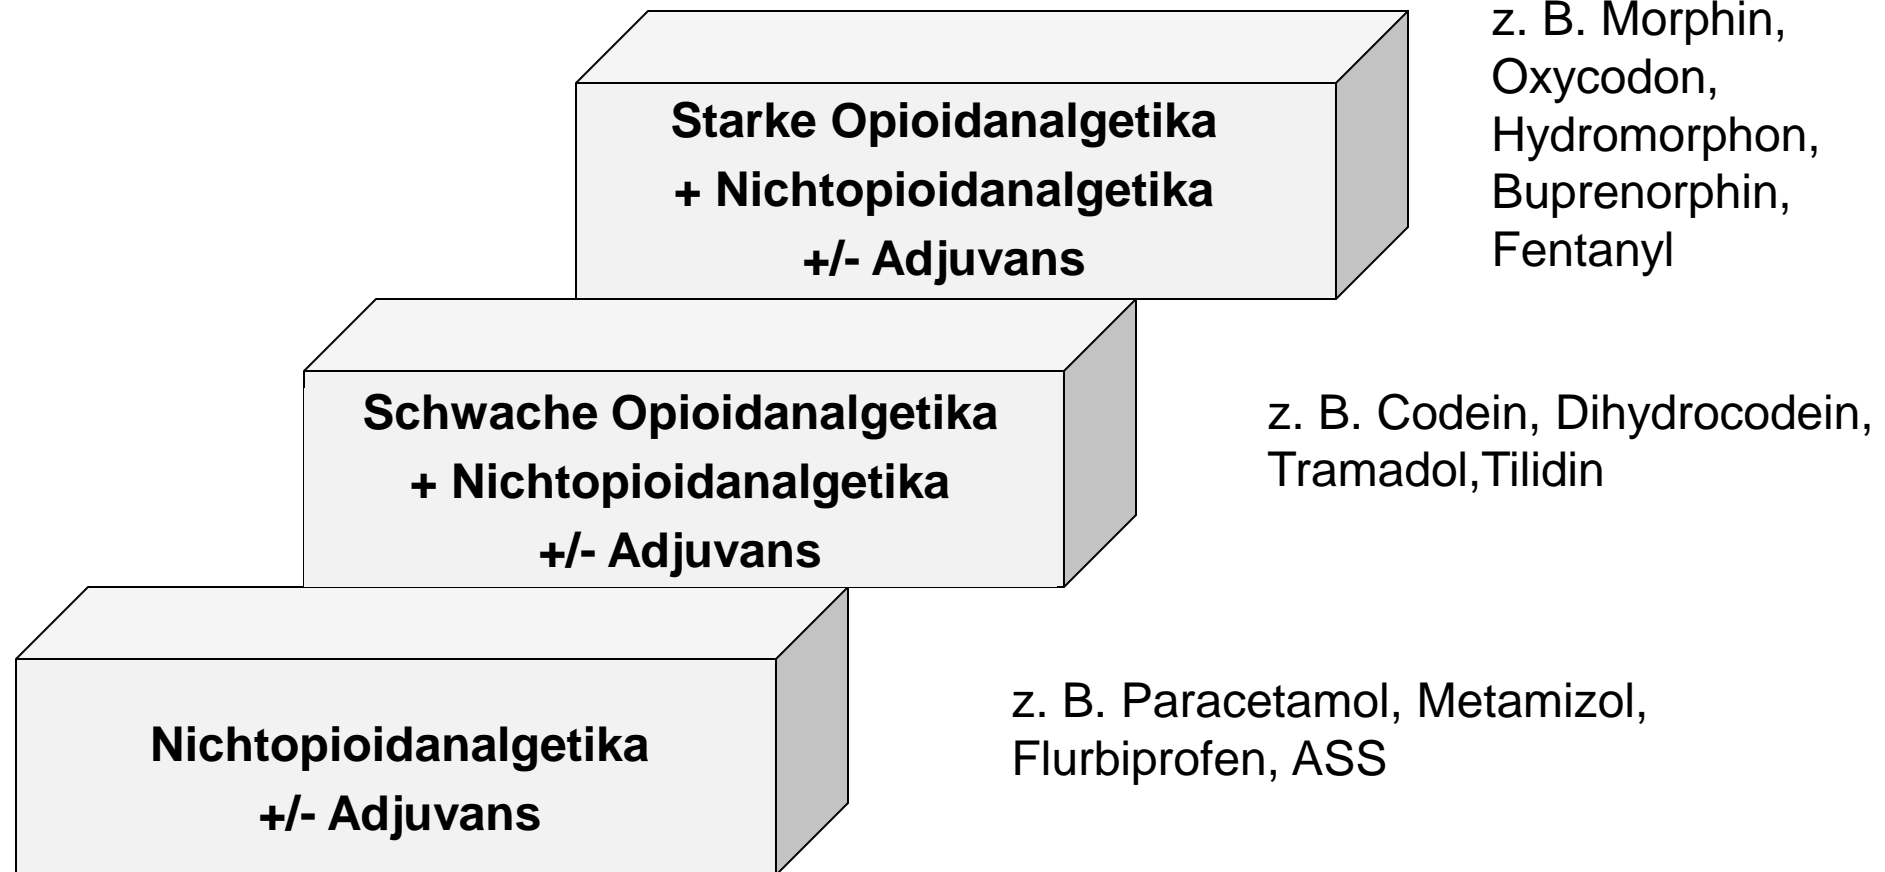 Starke Opioidanalgetika
+ Nichtopioidanalgetika
+/- Adjuvans
z. B. Morphin,
Oxycodon,
Hydromorphon,
Buprenorphin,
Fentanyl
Schwache Opioidanalgetika
+ Nichtopioidanalgetika
+/- Adjuvans
z. B. Codein, Dihydrocodein,
Tramadol,Tilidin
Nichtopioidanalgetika
+/- Adjuvans
z. B. Paracetamol, Metamizol,
Flurbiprofen, ASS